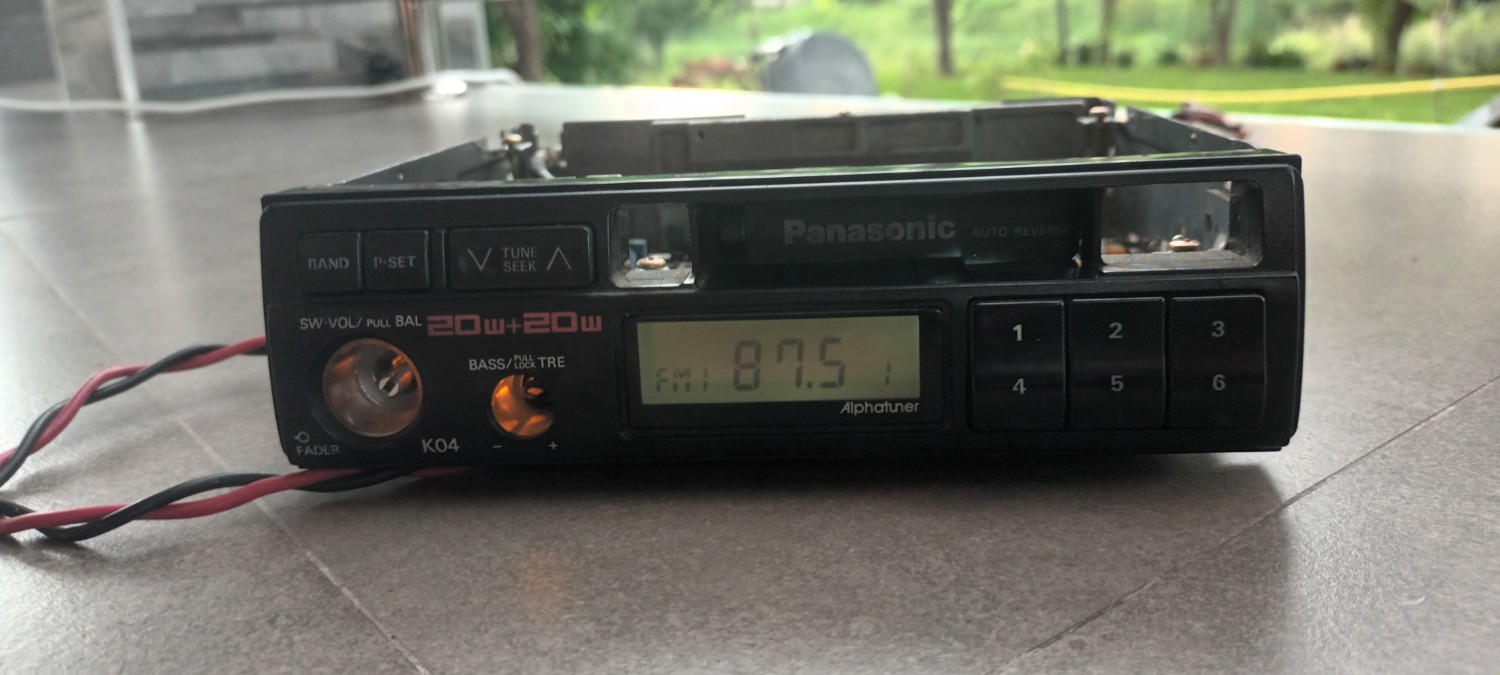 BAND P-SET TUNE SEEK
Panasonic AUTO REVERSE
SW·VOL/ PULL BAL
20W+20W
BASS/PULL LOCK TRE
FM1 87.5 1
Alphatuner
1 2 3
4 5 6
FADER
K04
- +